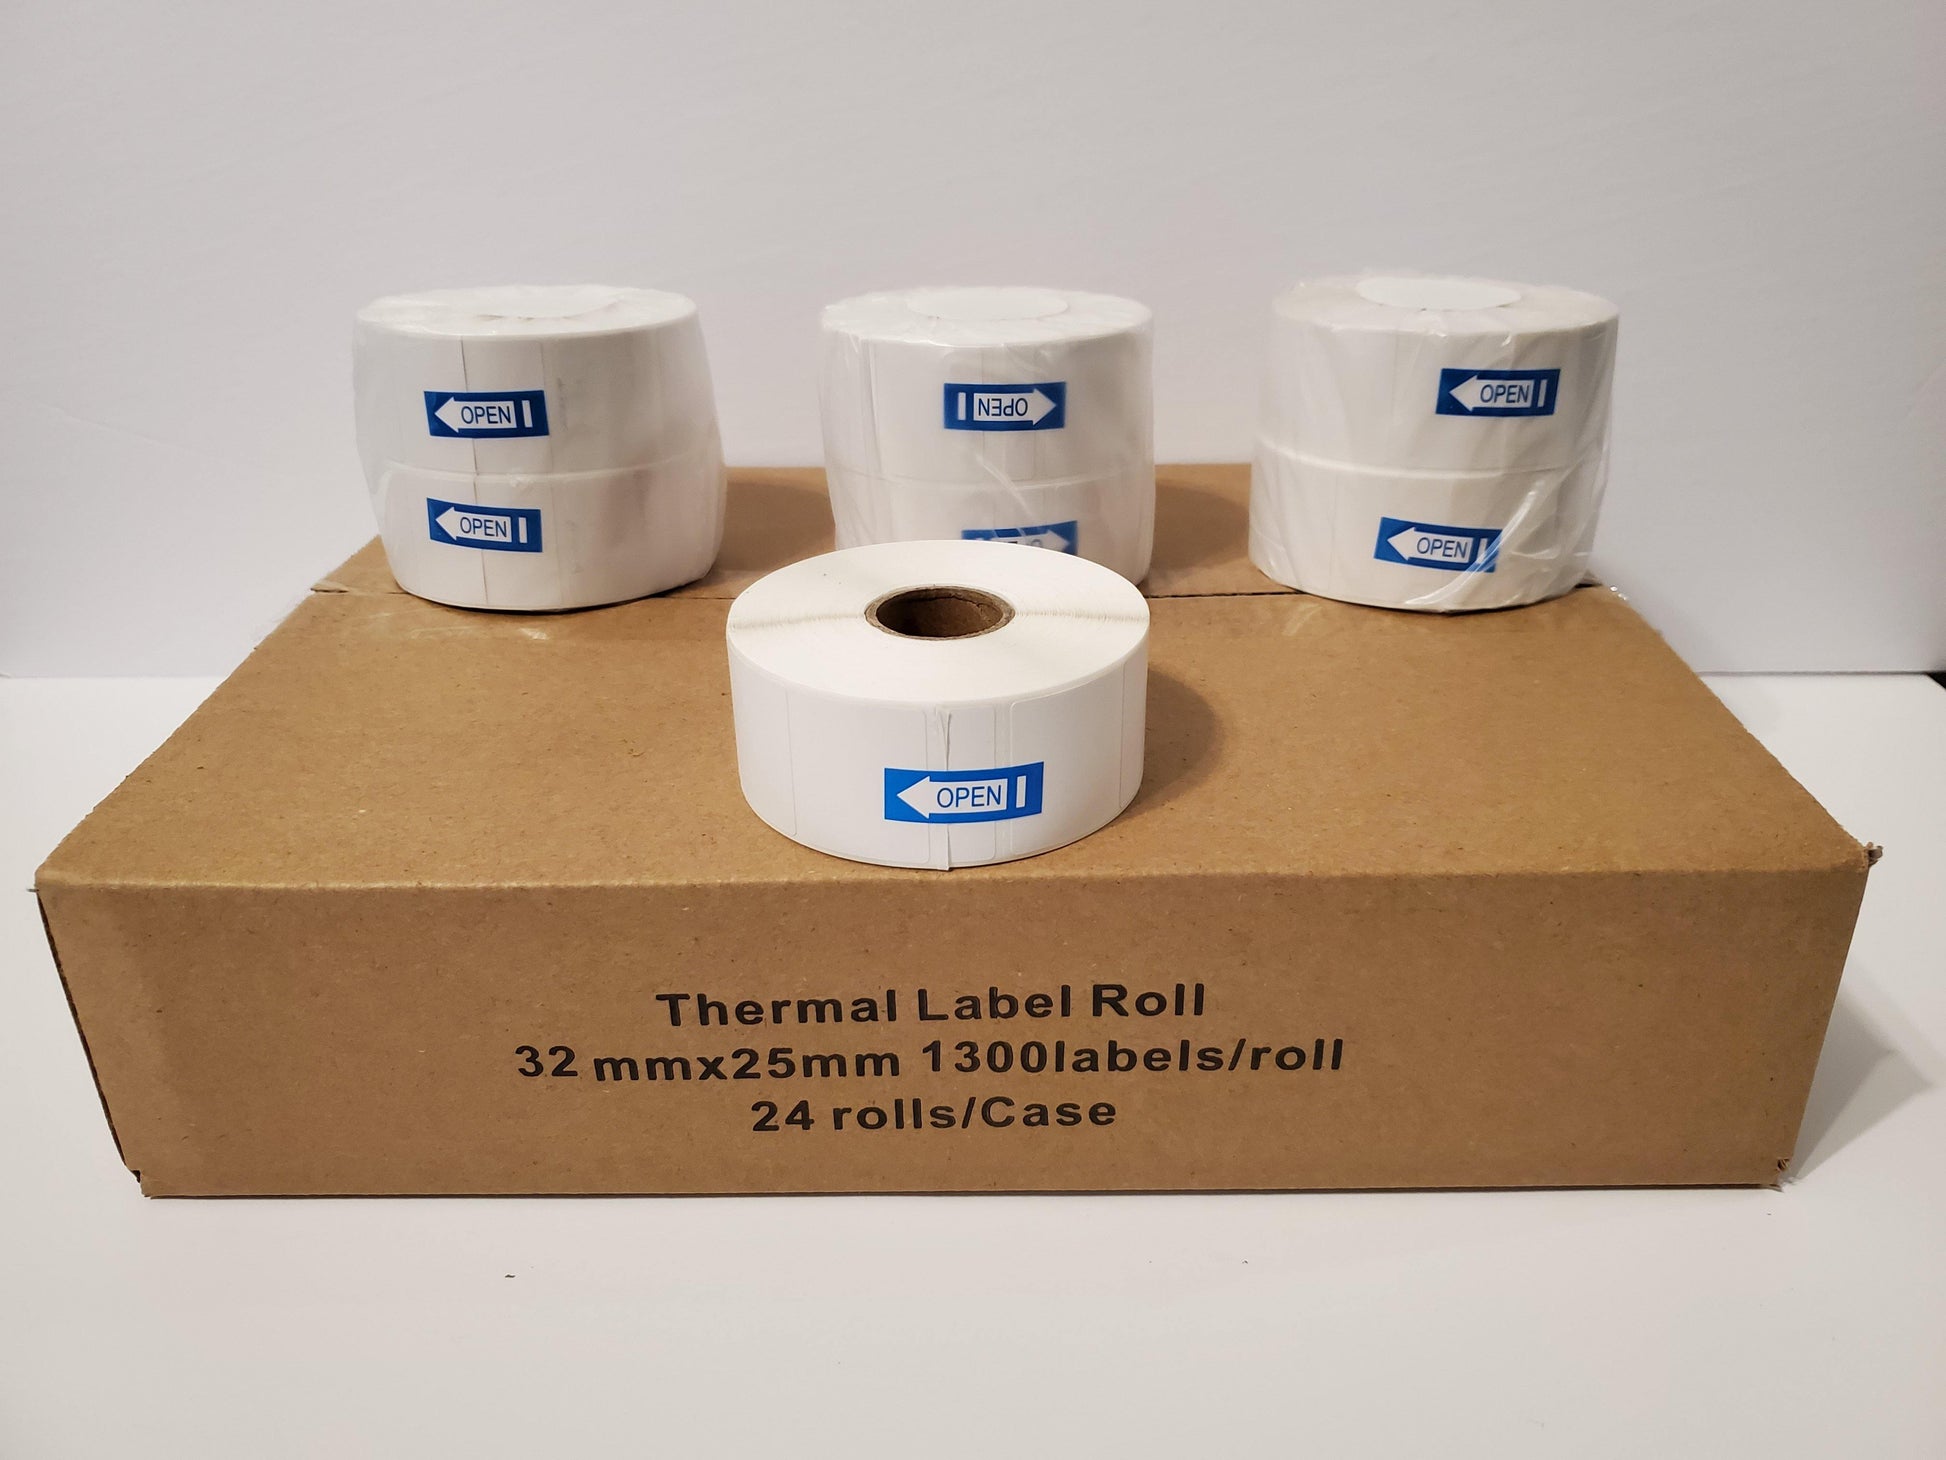 OPEN
OPEN
OPEN
OPEN
OPEN
OPEN
Thermal Label Roll
32 mmx25mm 1300labels/roll
24 rolls/Case